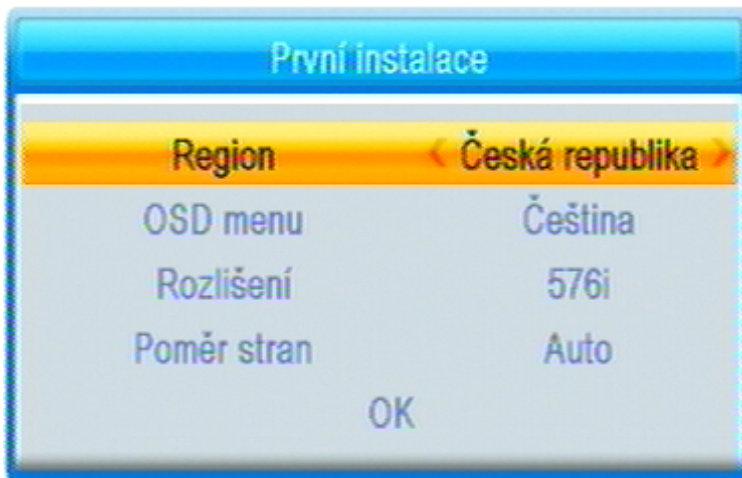 První instalace
Region < Česká republika >
OSD menu Čeština
Rozlišení 576i
Poměr stran Auto
OK